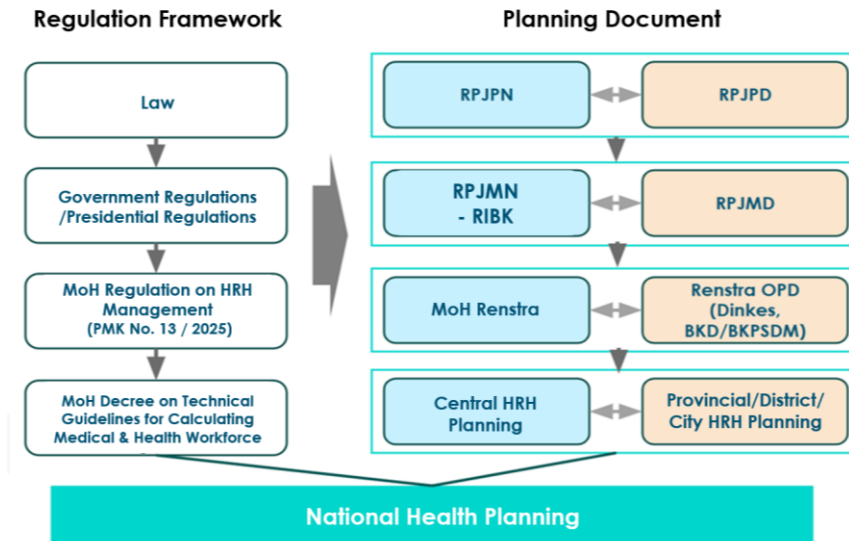 Regulation Framework
Law
Government Regulations
/Presidential Regulations
MoH Regulation on HRH
Management
(PMK No. 13 / 2025)
MoH Decree on Technical
Guidelines for Calculating
Medical & Health Workforce
Planning Document
RPJPN
RPJPD
RPJMN
- RIBK
RPJMD
MoH Renstra
Renstra OPD
(Dinkes,
BKD/BKPSDM)
Central HRH
Planning
Provincial/District/
City HRH Planning
National Health Planning